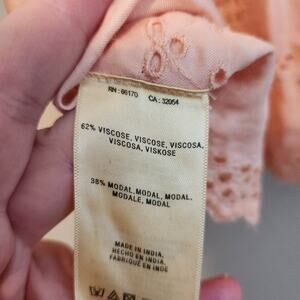 RN: 66170 CA: 32054
62% VISCOSE, VISCOSE, VISCOSA,
VISCOSA, VISKOSE
38% MODAL, MODAL, MODAL,
MODALE, MODAL
MADE IN INDIA,
HECHO EN INDIA,
FABRIQUÉ EN INDE